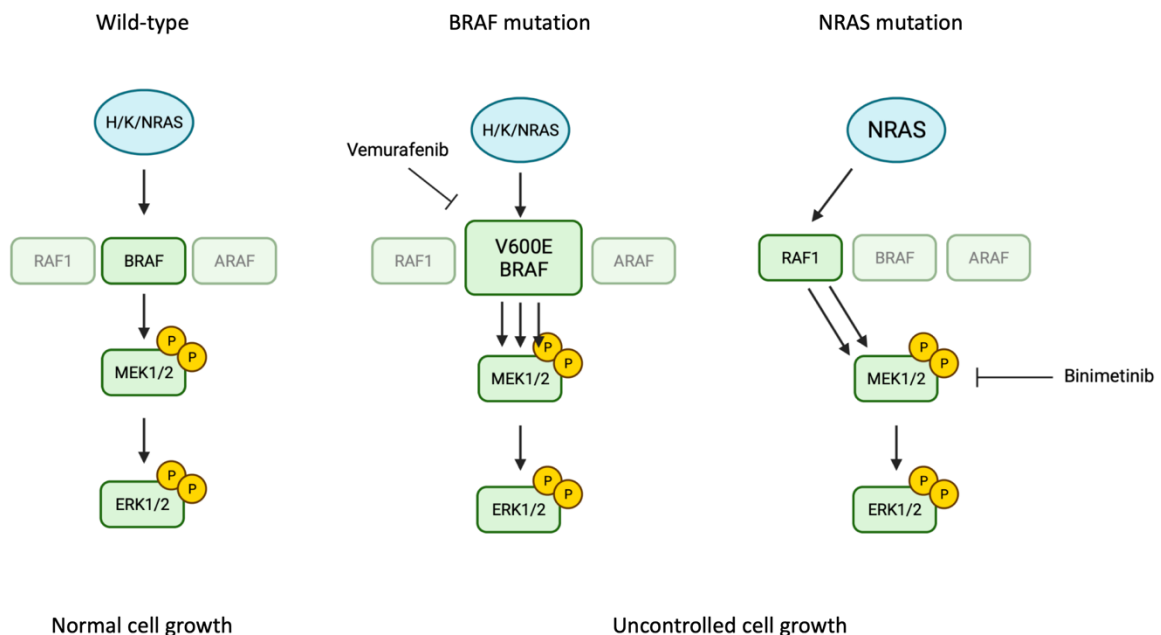 Wild-type
BRAF mutation
NRAS mutation
H/K/NRAS
H/K/NRAS
NRAS
Vemurafenib
RAF1
BRAF
ARAF
RAF1
V600E
BRAF
ARAF
RAF1
BRAF
ARAF
P
P
MEK1/2
P
P
MEK1/2
P
P
MEK1/2
Binimetinib
P
P
ERK1/2
P
P
ERK1/2
P
P
ERK1/2
Normal cell growth
Uncontrolled cell growth